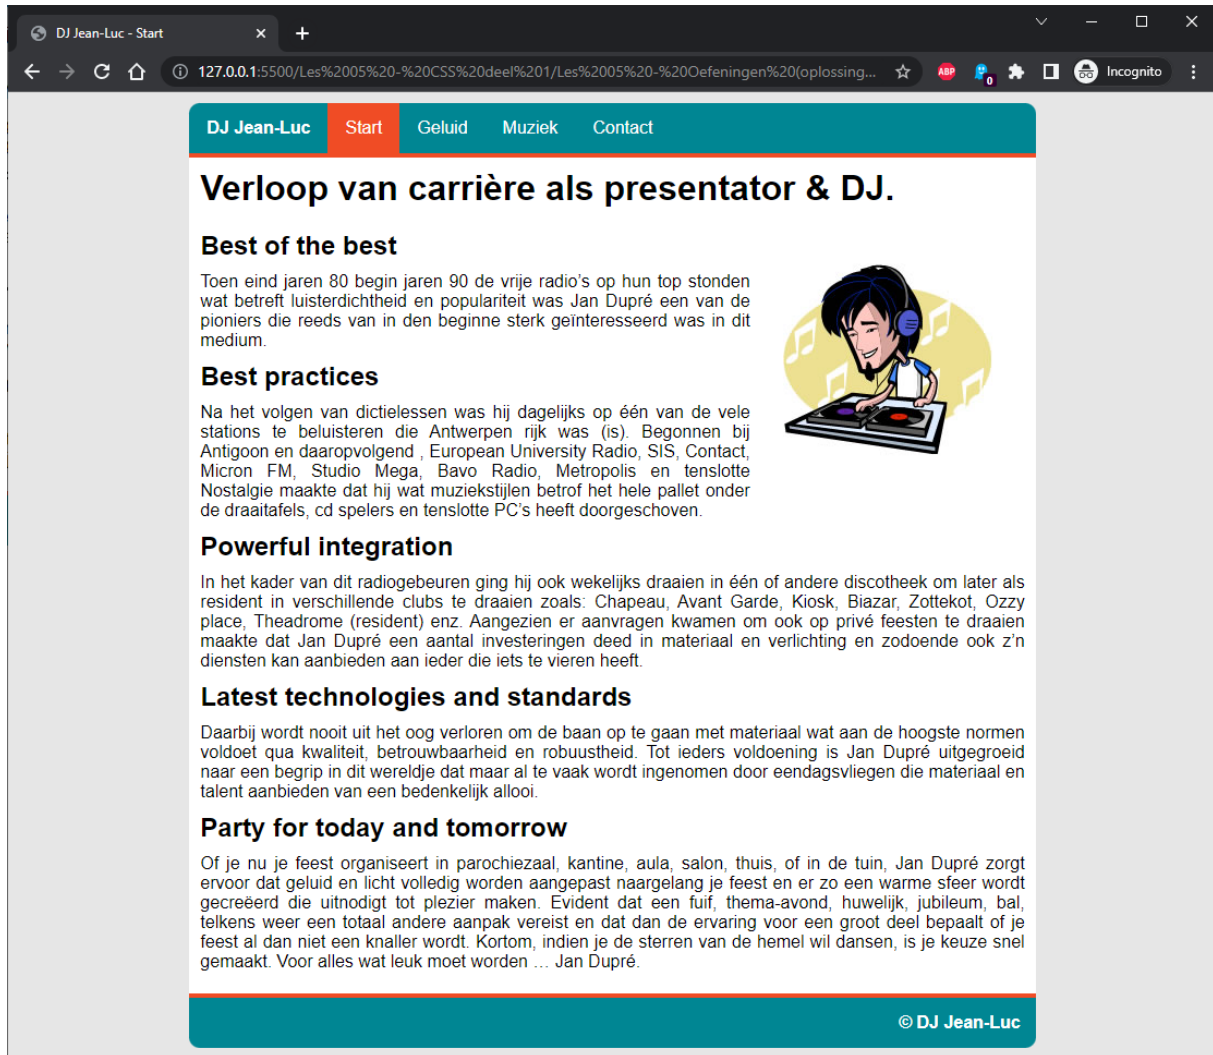 DJ Jean-Luc - Start
127.0.0.1:5500/Les%2005%20-%20CSS%20deel%201/Les%2005%20-%20Oefeningen%20(oplossing...
ABP
0
Incognito
DJ Jean-Luc Start Geluid Muziek Contact
Verloop van carrière als presentator & DJ.
Best of the best
Toen eind jaren 80 begin jaren 90 de vrije radio’s op hun top stonden
wat betreft luisterdichtheid en populariteit was Jan Dupré een van de
pioniers die reeds van in den beginne sterk geïnteresseerd was in dit
medium.
Best practices
Na het volgen van dictielessen was hij dagelijks op één van de vele
stations te beluisteren die Antwerpen rijk was (is). Begonnen bij
Antigoon en daaropvolgend , European University Radio, SIS, Contact,
Micron FM, Studio Mega, Bavo Radio, Metropolis en tenslotte
Nostalgie maakte dat hij wat muziekstijlen betrof het hele pallet onder
de draaitafels, cd spelers en tenslotte PC’s heeft doorgeschoven.
Powerful integration
In het kader van dit radiogebeuren ging hij ook wekelijks draaien in één of andere discotheek om later als
resident in verschillende clubs te draaien zoals: Chapeau, Avant Garde, Kiosk, Biazar, Zottekot, Ozzy
place, Theadrome (resident) enz. Aangezien er aanvragen kwamen om ook op privé feesten te draaien
maakte dat Jan Dupré een aantal investeringen deed in materiaal en verlichting en zodoende ook z’n
diensten kan aanbieden aan ieder die iets te vieren heeft.
Latest technologies and standards
Daarbij wordt nooit uit het oog verloren om de baan op te gaan met materiaal wat aan de hoogste normen
voldoet qua kwaliteit, betrouwbaarheid en robuustheid. Tot ieders voldoening is Jan Dupré uitgegroeid
naar een begrip in dit wereldje dat maar al te vaak wordt ingenomen door eendagsvliegen die materiaal en
talent aanbieden van een bedenkelijk allooi.
Party for today and tomorrow
Of je nu je feest organiseert in parochiezaal, kantine, aula, salon, thuis, of in de tuin, Jan Dupré zorgt
ervoor dat geluid en licht volledig worden aangepast naargelang je feest en er zo een warme sfeer wordt
gecreëerd die uitnodigt tot plezier maken. Evident dat een fuif, thema-avond, huwelijk, jubileum, bal,
telkens weer een totaal andere aanpak vereist en dat dan de ervaring voor een groot deel bepaalt of je
feest al dan niet een knaller wordt. Kortom, indien je de sterren van de hemel wil dansen, is je keuze snel
gemaakt. Voor alles wat leuk moet worden … Jan Dupré.
© DJ Jean-Luc